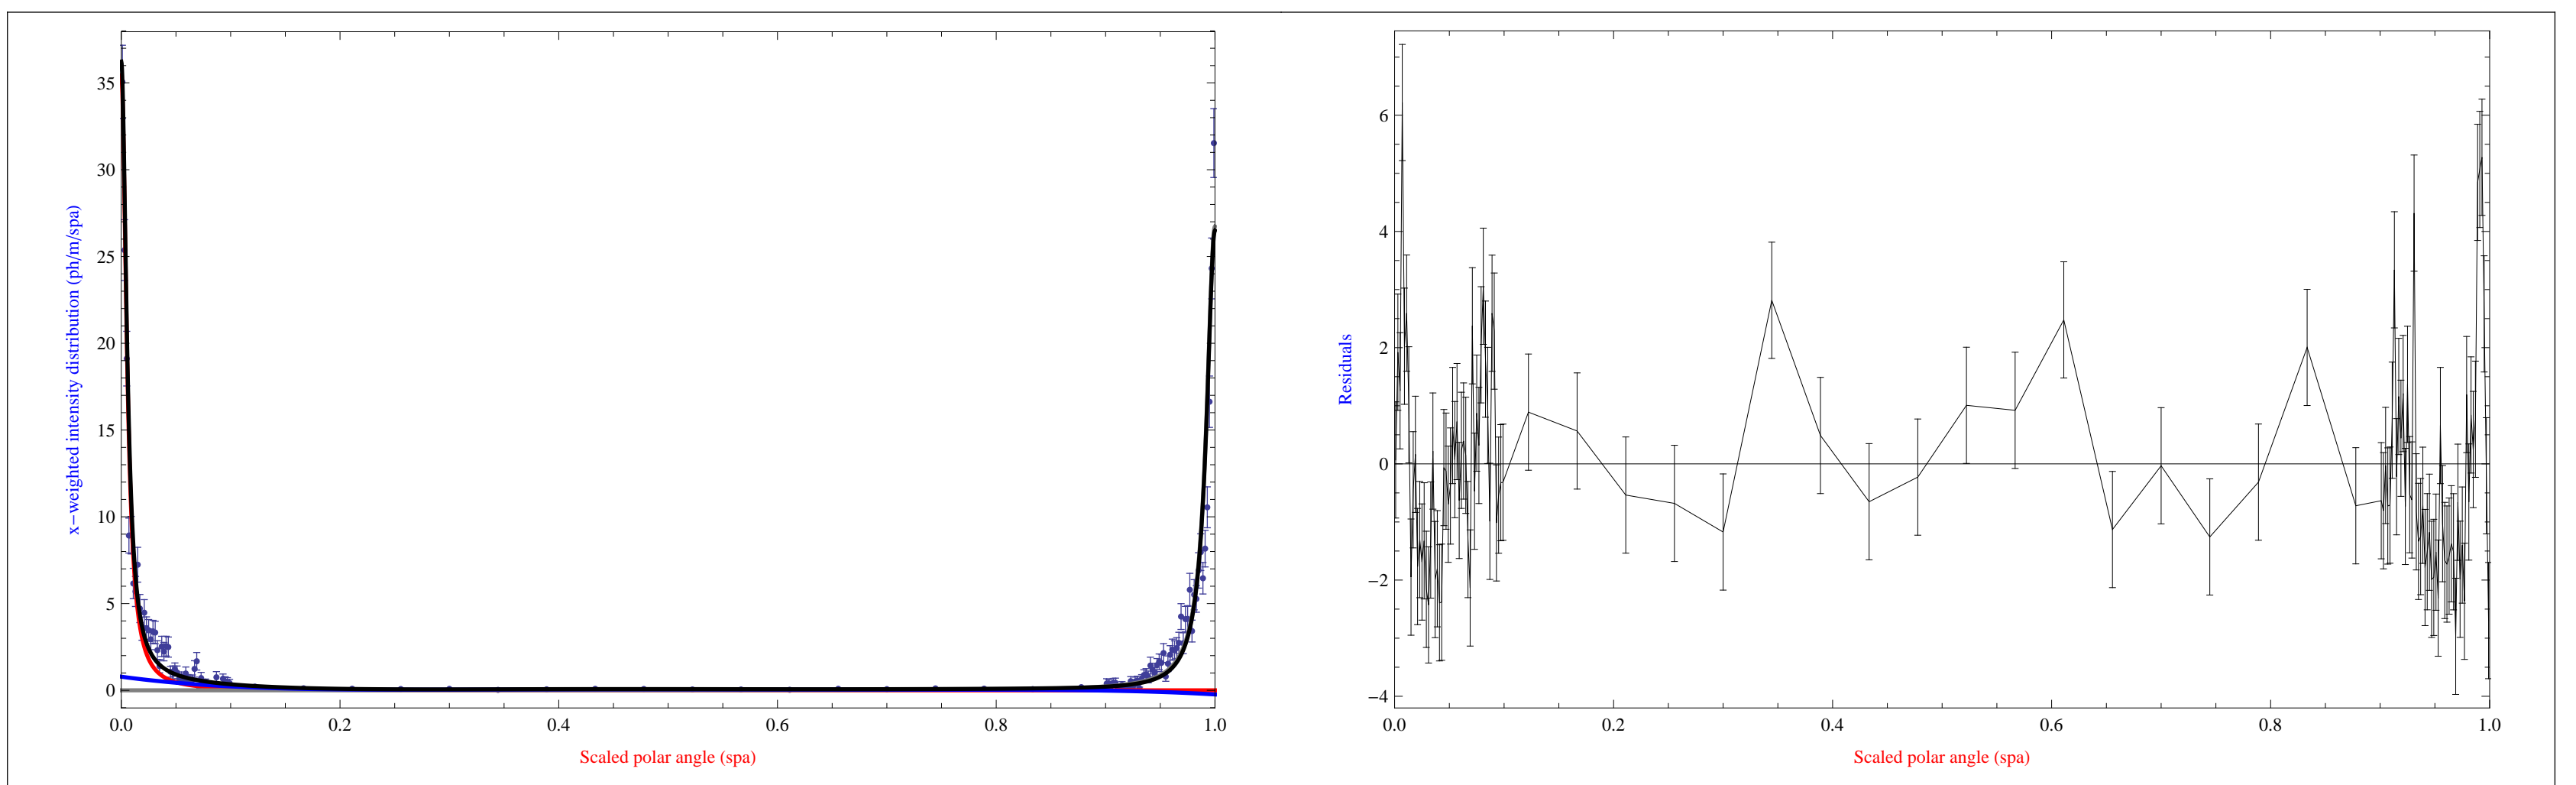 x-weighted intensity distribution (ph/m/spa)
35
30
25
20
15
10
5
0
0.0 0.2 0.4 0.6 0.8 1.0
Scaled polar angle (spa)
Residuals
6
4
2
0
−2
−4
0.0 0.2 0.4 0.6 0.8 1.0
Scaled polar angle (spa)